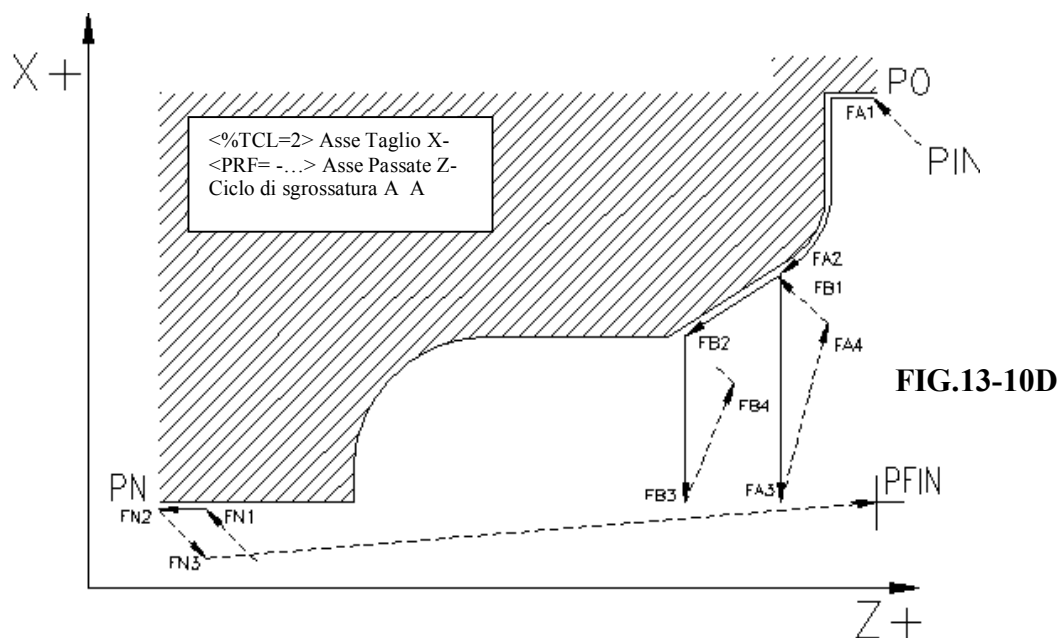 X +
<%TCL=2> Asse Taglio X-
<PRF= -…> Asse Passate Z-
Ciclo di sgrossatura A A
PO
FA1
PIN
FA2
FB1
FB2
FA4
FB4
FIG.13-10D
PN
FB3
FA3
PFIN
FN2
FN1
FN3
Z +